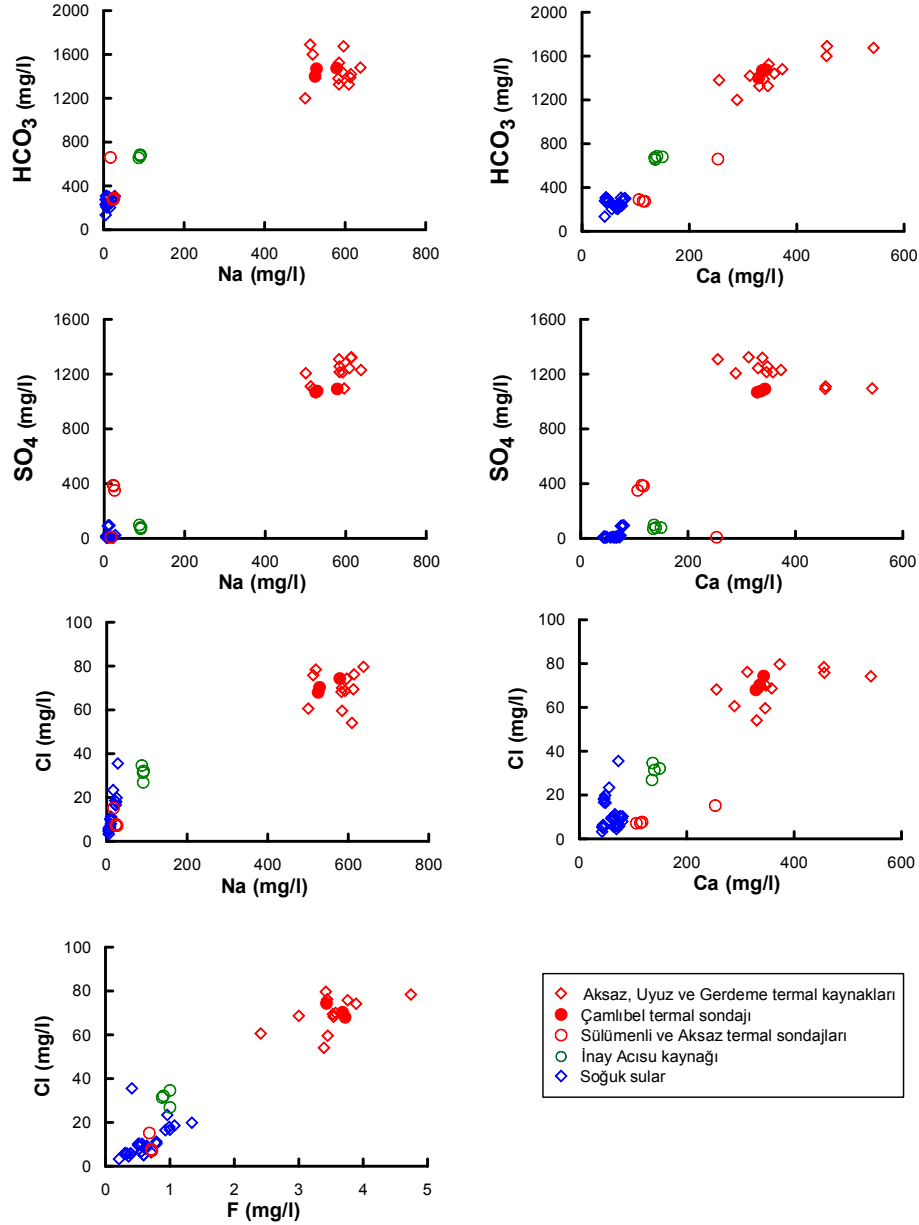 2000
1600
1200
800
400
0
HCO3 (mg/l)
0 200 400 600 800
Na (mg/l)
2000
1600
1200
800
400
0
HCO3 (mg/l)
0 200 400 600
Ca (mg/l)
1600
1200
800
400
0
SO4 (mg/l)
0 200 400 600 800
Na (mg/l)
1600
1200
800
400
0
SO4 (mg/l)
0 200 400 600
Ca (mg/l)
100
80
60
40
20
0
Cl (mg/l)
0 200 400 600 800
Na (mg/l)
100
80
60
40
20
0
Cl (mg/l)
0 200 400 600
Ca (mg/l)
100
80
60
40
20
0
Cl (mg/l)
0 1 2 3 4 5
F (mg/l)
Aksaz, Uyuz ve Gerdeme termal kaynakları
Çamlıbel termal sondajı
Sülümenli ve Aksaz termal sondajları
İnay Acısu kaynağı
Soğuk sular